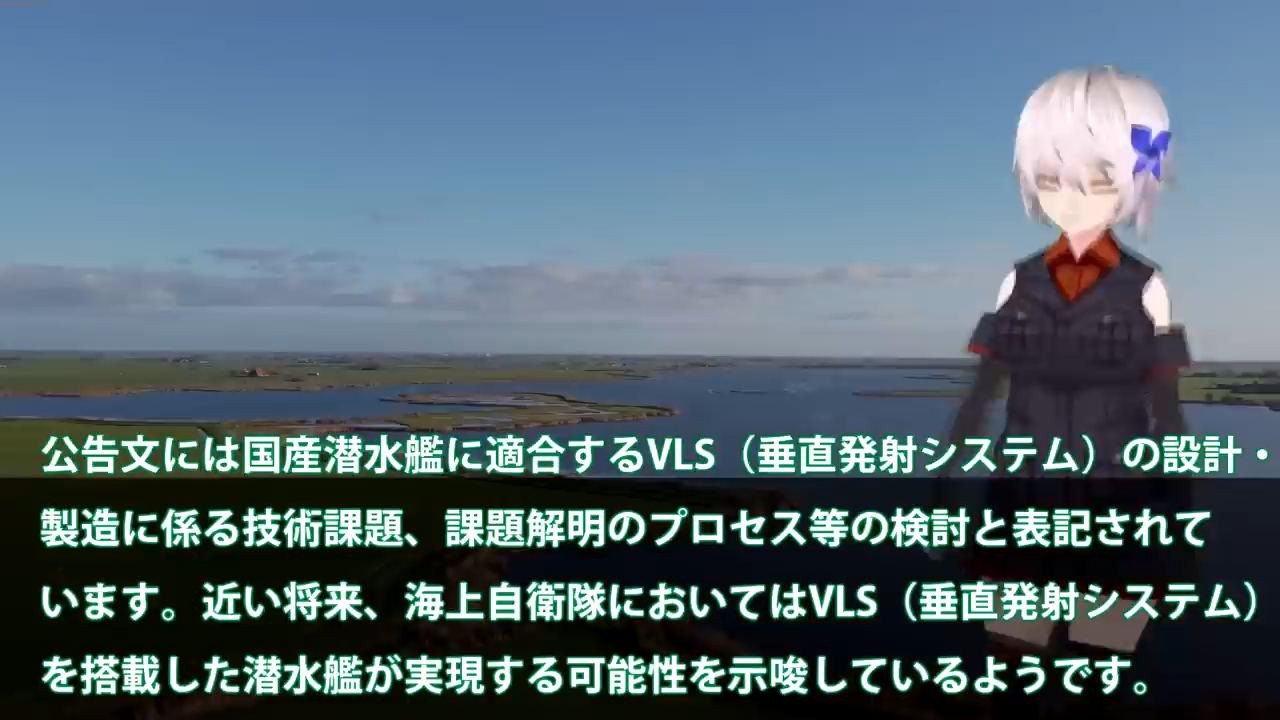 公告文には国産潜水艦に適合するVLS（垂直発射システム）の設計・
製造に係る技術課題、課題解明のプロセス等の検討と表記されて
います。近い将来、海上自衛隊においてはVLS（垂直発射システム）
を搭載した潜水艦が実現する可能性を示唆しているようです。